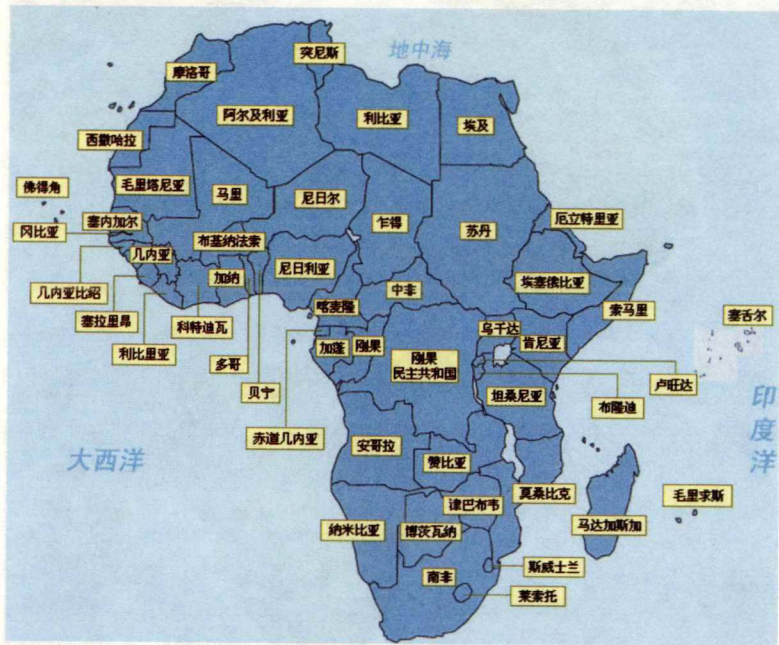 突尼斯
地中海
摩洛哥
阿尔及利亚
利比亚
埃及
西撒哈拉
毛里塔尼亚
马里
尼日尔
乍得
苏丹
厄立特里亚
佛得角
塞内加尔
冈比亚
布基纳法索
几内亚
加纳
尼日利亚
埃塞俄比亚
几内亚比绍
中非
塞拉里昂
喀麦隆
索马里
塞舌尔
科特迪瓦
利比里亚
多哥
加蓬
刚果
刚果
民主共和国
乌干达
肯尼亚
贝宁
坦桑尼亚
卢旺达
布隆迪
赤道几内亚
安哥拉
印度洋
大西洋
赞比亚
莫桑比克
毛里求斯
津巴布韦
纳米比亚
博茨瓦纳
马达加斯加
斯威士兰
南非
莱索托